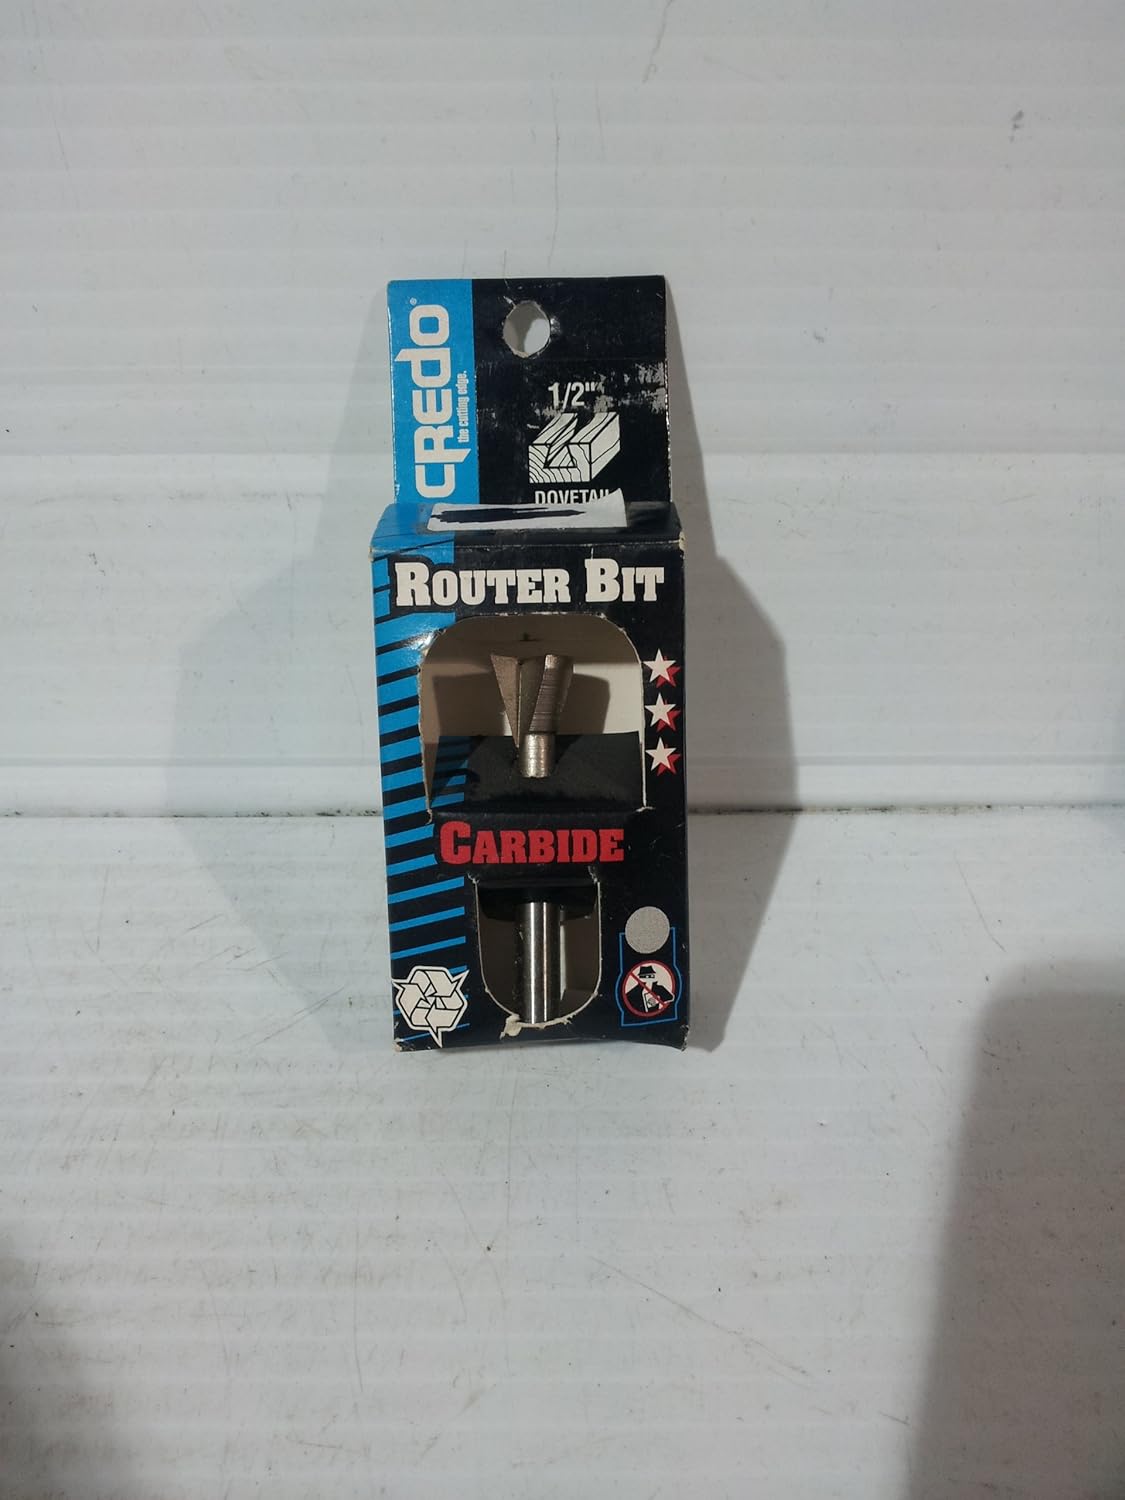 CREDO®
the cutting edge.
1/2"
DOVETAIL
ROUTER BIT
CARBIDE